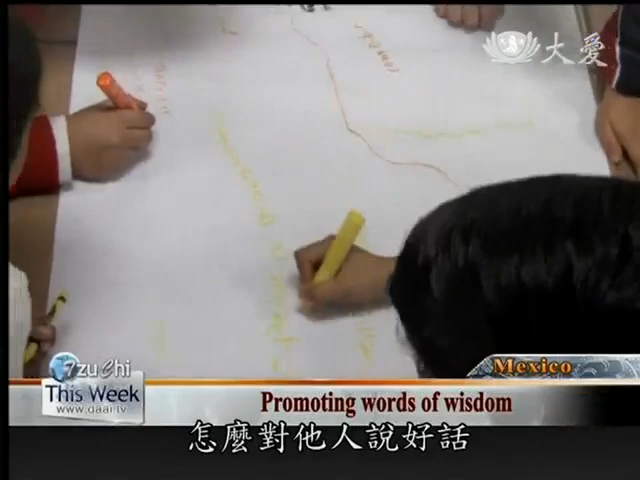 大愛
Mexico
Tzu Chi
This Week
www.daai.tv
Promoting words of wisdom
怎麼對他人說好話